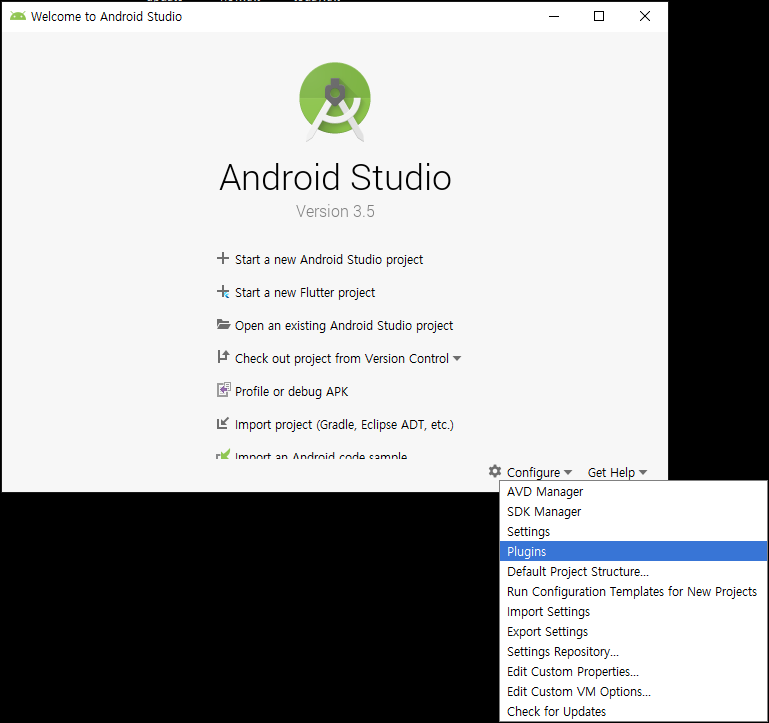 Welcome to Android Studio
Android Studio
Version 3.5
Start a new Android Studio project
Start a new Flutter project
Open an existing Android Studio project
Check out project from Version Control
Profile or debug APK
Import project (Gradle, Eclipse ADT, etc.)
Import an Android code sample
Configure Get Help
AVD Manager
SDK Manager
Settings
Plugins
Default Project Structure...
Run Configuration Templates for New Projects
Import Settings
Export Settings
Settings Repository...
Edit Custom Properties...
Edit Custom VM Options...
Check for Updates